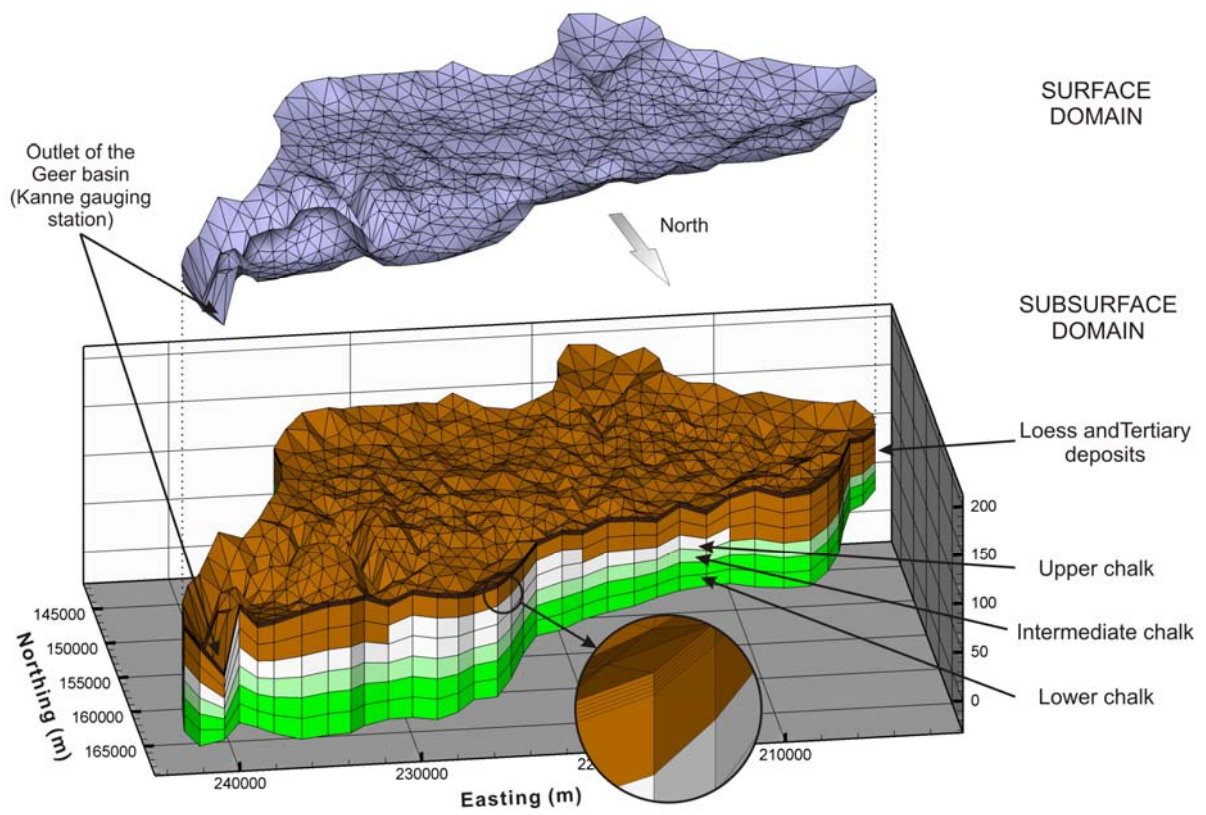 SURFACE
DOMAIN
Outlet of the
Geer basin
(Kanne gauging
station)
North
SUBSURFACE
DOMAIN
Loess andTertiary
deposits
200
150
100
50
0
Upper chalk
Intermediate chalk
Lower chalk
145000
150000
155000
160000
165000
Northing (m)
240000
230000
210000
Easting (m)